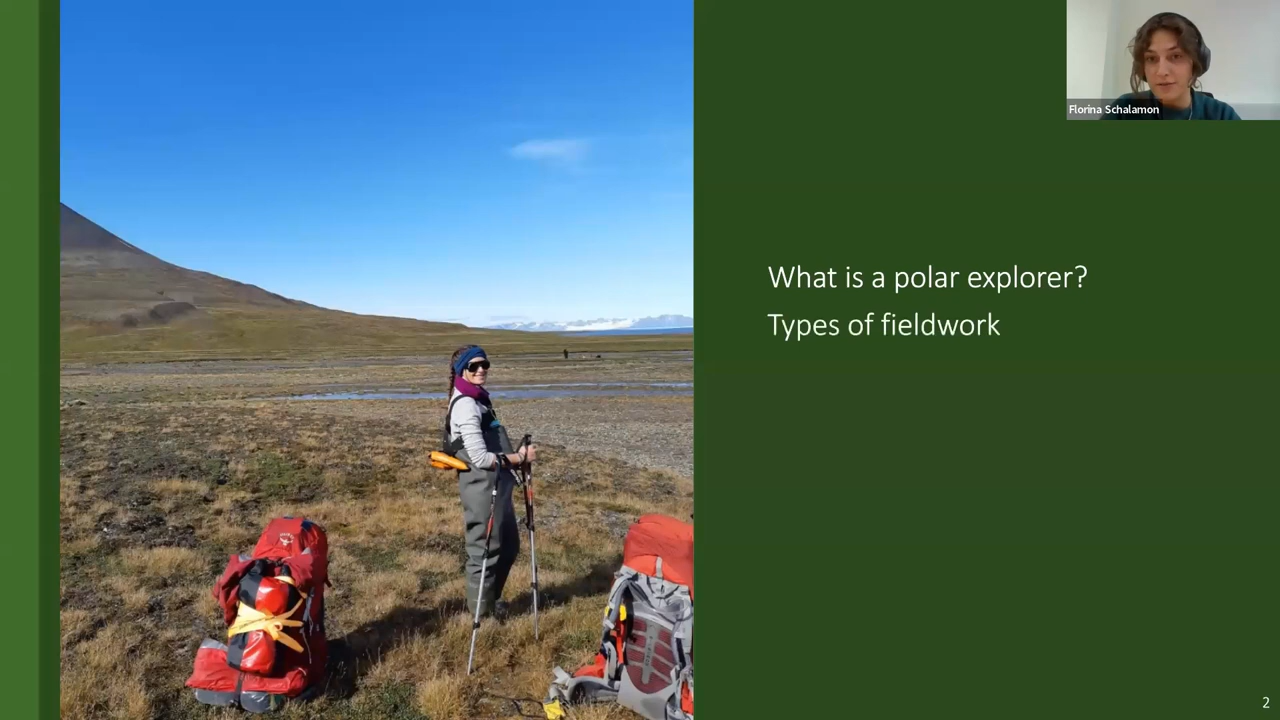 Florina Schalamon
What is a polar explorer?
Types of fieldwork
2